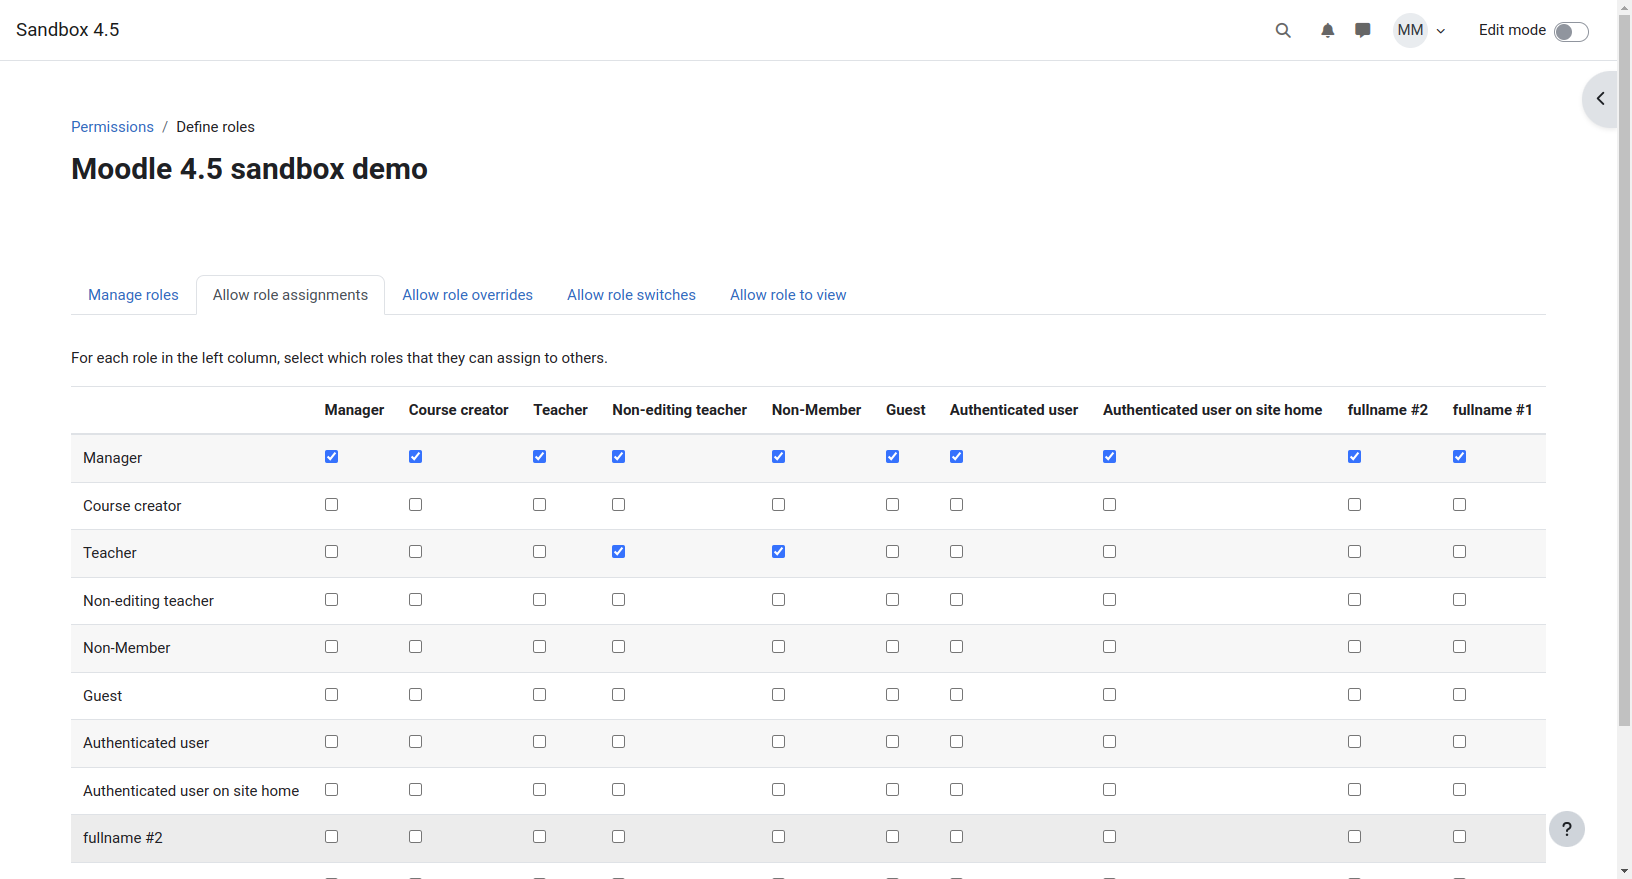 Sandbox 4.5
MM
Edit mode
Permissions / Define roles
Moodle 4.5 sandbox demo
Manage roles
Allow role assignments
Allow role overrides
Allow role switches
Allow role to view
For each role in the left column, select which roles that they can assign to others.
Manager Course creator Teacher Non-editing teacher Non-Member Guest Authenticated user Authenticated user on site home fullname #2 fullname #1
Manager
Course creator
Teacher
Non-editing teacher
Non-Member
Guest
Authenticated user
Authenticated user on site home
fullname #2
?